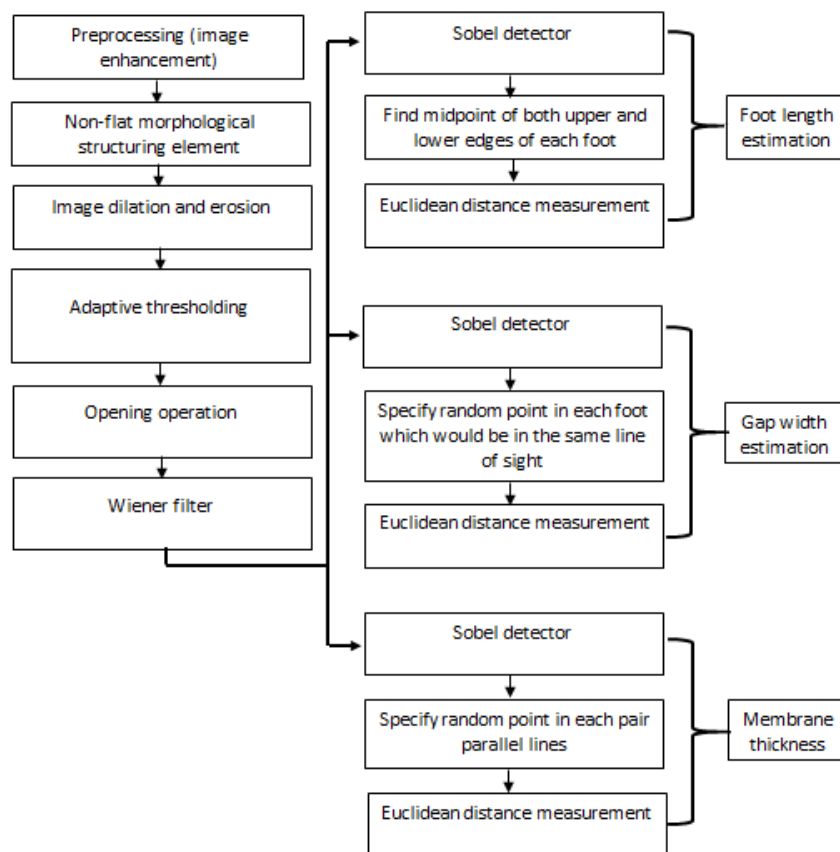 Preprocessing (image
enhancement)
Non-flat morphological
structuring element
Image dilation and erosion
Adaptive thresholding
Opening operation
Wiener filter
Sobel detector
Find midpoint of both upper and
lower edges of each foot
Euclidean distance measurement
Foot length
estimation
Sobel detector
Specify random point in each foot
which would be in the same line
of sight
Euclidean distance measurement
Gap width
estimation
Sobel detector
Specify random point in each pair
parallel lines
Euclidean distance measurement
Membrane
thickness